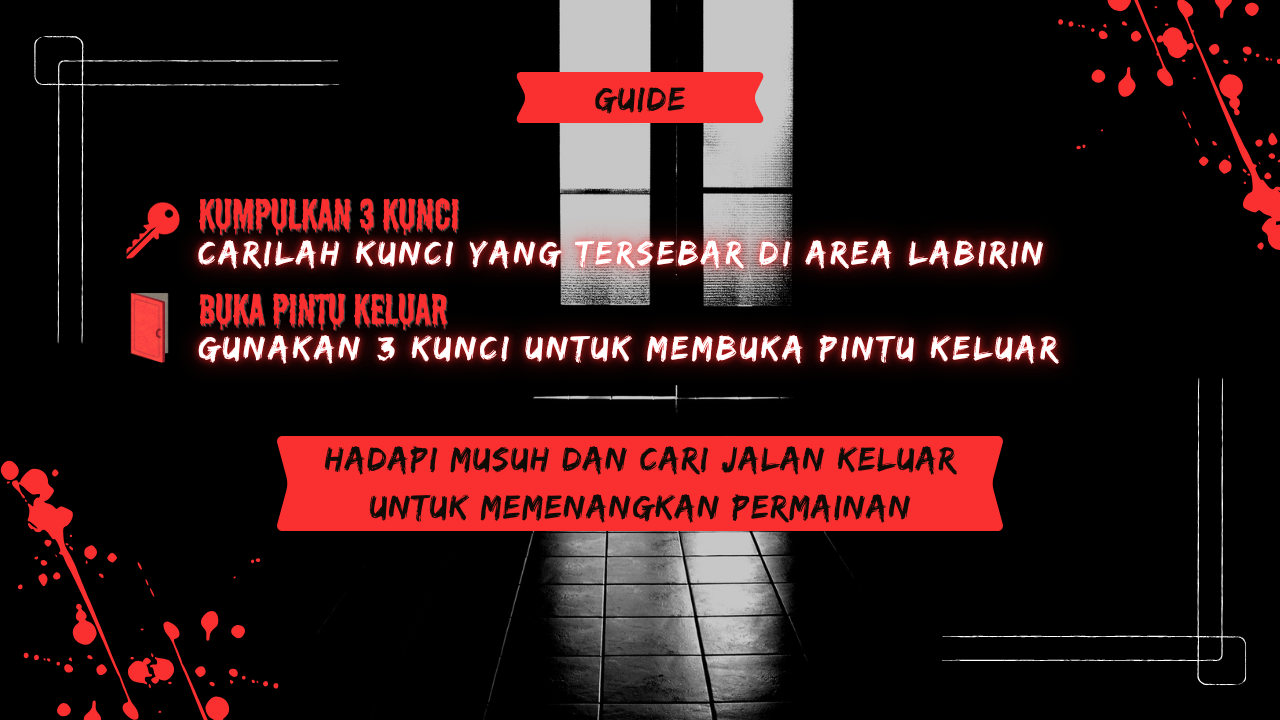 GUIDE
KUMPULKAN 3 KUNCI
CARILAH KUNCI YANG TERSEBAR DI AREA LABIRIN
BUKA PINTU KELUAR
GUNAKAN 3 KUNCI UNTUK MEMBUKA PINTU KELUAR
HADAPI MUSUH DAN CARI JALAN KELUAR
UNTUK MEMENANGKAN PERMAINAN